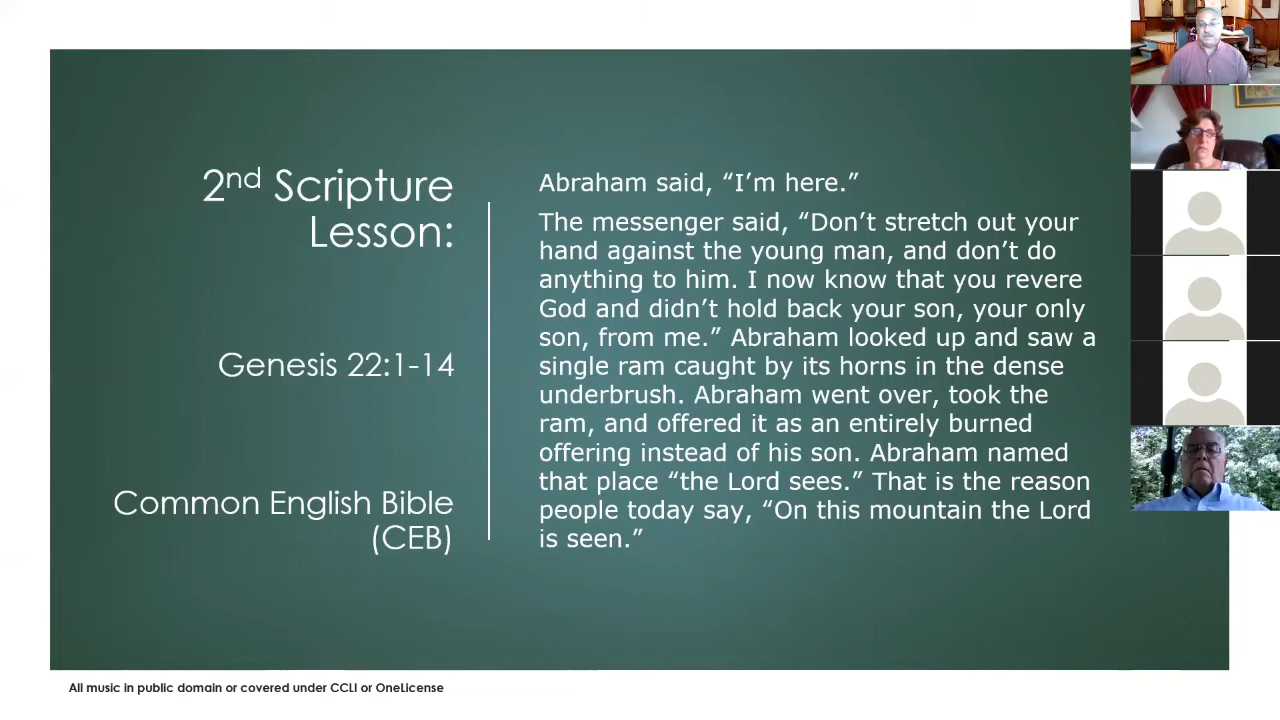 2nd Scripture
Lesson:
Genesis 22:1-14
Common English Bible
(CEB)
Abraham said, “I’m here.”
The messenger said, “Don’t stretch out your
hand against the young man, and don’t do
anything to him. I now know that you revere
God and didn’t hold back your son, your only
son, from me.” Abraham looked up and saw a
single ram caught by its horns in the dense
underbrush. Abraham went over, took the
ram, and offered it as an entirely burned
offering instead of his son. Abraham named
that place “the Lord sees.” That is the reason
people today say, “On this mountain the Lord
is seen.”
All music in public domain or covered under CCLI or OneLicense